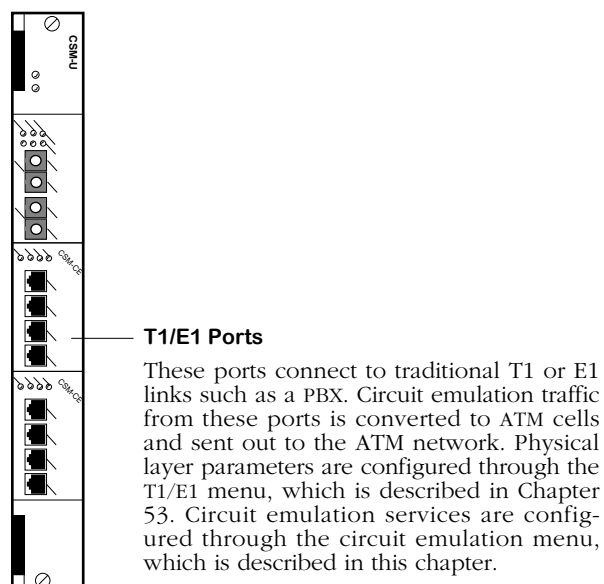 CSM-U
CSM-CE
CSM-CE
T1/E1 Ports
These ports connect to traditional T1 or E1
links such as a PBX. Circuit emulation traffic
from these ports is converted to ATM cells
and sent out to the ATM network. Physical
layer parameters are configured through the
T1/E1 menu, which is described in Chapter
53. Circuit emulation services are config-
ured through the circuit emulation menu,
which is described in this chapter.